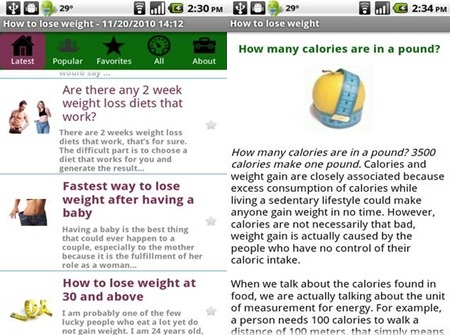 29° 2:30 PM
How to lose weight - 11/20/2010 14:12
Latest Popular Favorites All About
would say ...
Are there any 2 week
weight loss diets that
work?
There are 2 weeks weight loss
diets that work, that's for sure.
The difficult part is to choose a
diet that works for you and
generate the result...
Fastest way to lose
weight after having a
baby
Having a baby is the best thing
that could ever happen to a
couple, especially to the mother
because it is the fulfillment of her
role as a woman...
How to lose weight at
30 and above
I am probably one of the few
lucky people who eat a lot yet do
not gain weight. I am 24 years old,
29° 2:34 PM
How to lose weight
How many calories are in a pound?
How many calories are in a pound? 3500
calories make one pound. Calories and
weight gain are closely associated because
excess consumption of calories while
living a sedentary lifestyle could make
anyone gain weight in no time. However,
calories are not necessarily that bad,
weight gain is actually caused by the
people who have no control of their
caloric intake.
When we talk about the calories found in
food, we are actually talking about the unit
of measurement for energy. For example,
a person needs 100 calories to walk a
distance of 100 meters, that simply means